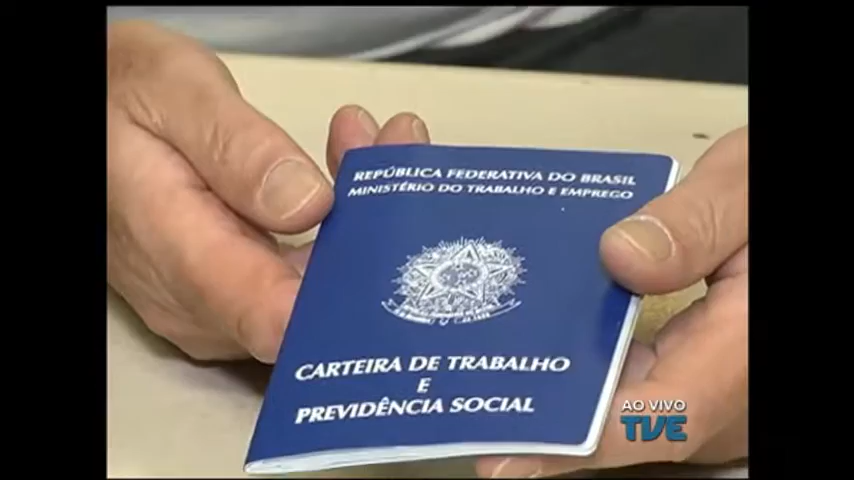 REPÚBLICA FEDERATIVA DO BRASIL
MINISTÉRIO DO TRABALHO E EMPREGO
CARTEIRA DE TRABALHO
E
PREVIDÊNCIA SOCIAL
AO VIVO
TVE